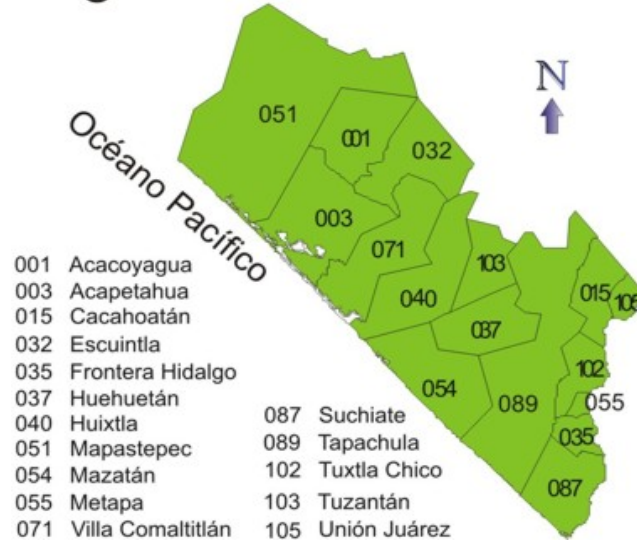 N
Océano Pacífico
051
001
032
003
071
103
040
037
015
105
102
054
089
055
035
087
001 Acacoyagua
003 Acapetahua
015 Cacahoatán
032 Escuintla
035 Frontera Hidalgo
037 Huehuetán
040 Huixtla
051 Mapastepec
054 Mazatán
055 Metapa
071 Villa Comaltitlán
087 Suchiate
089 Tapachula
102 Tuxtla Chico
103 Tuzantán
105 Unión Juárez